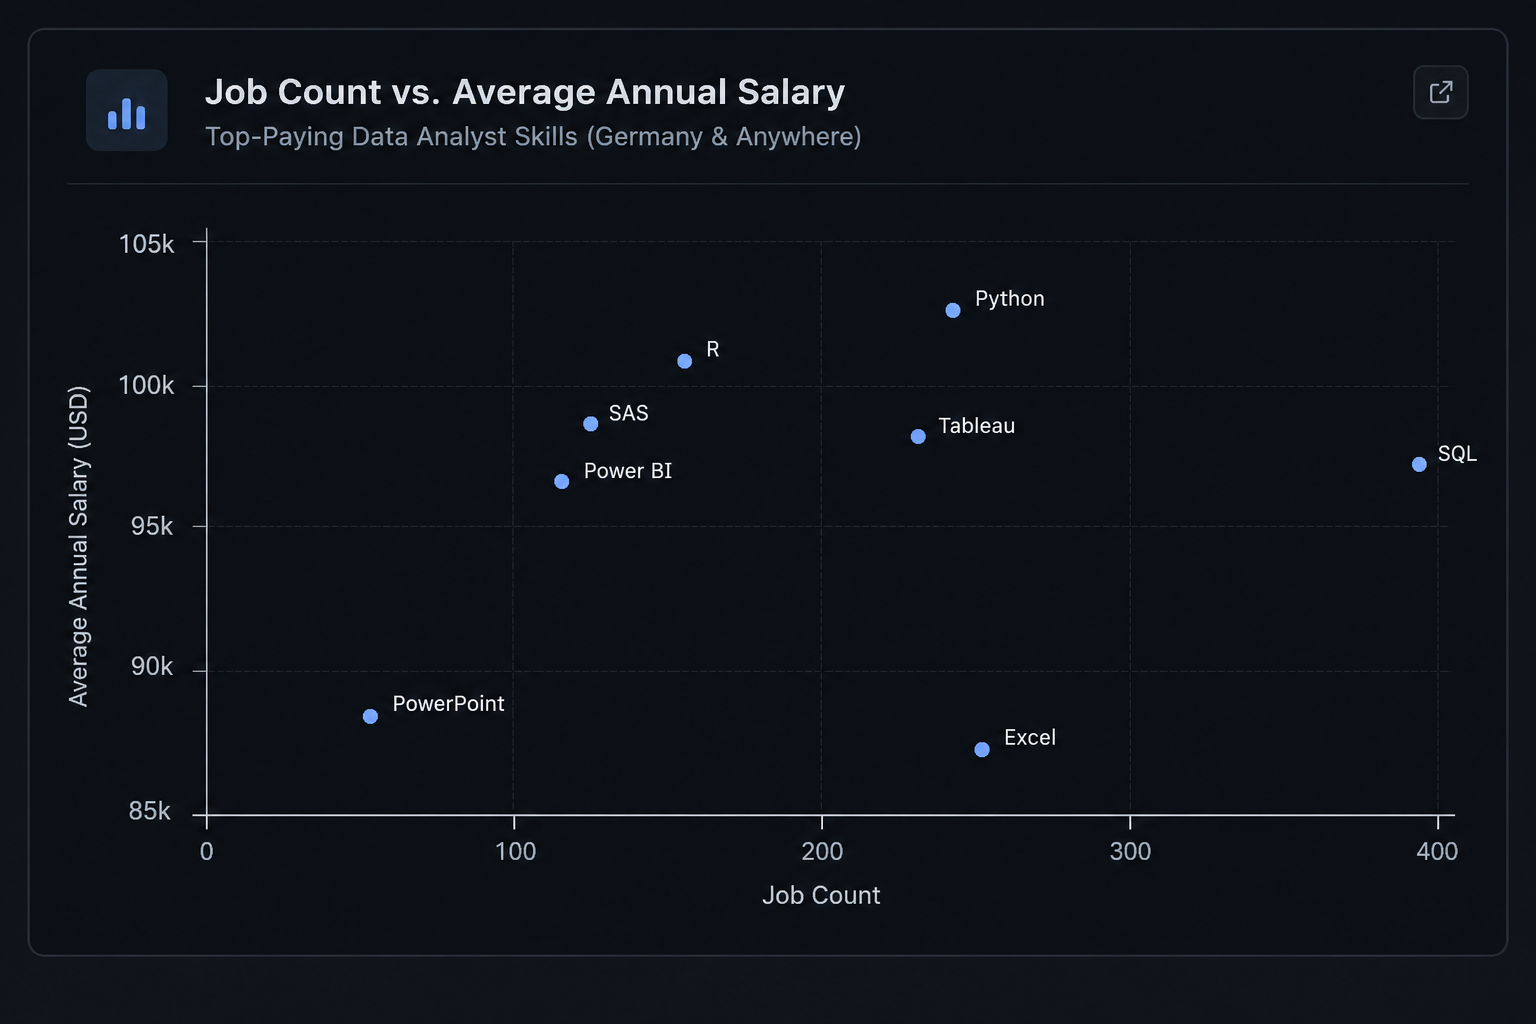 Job Count vs. Average Annual Salary
Top-Paying Data Analyst Skills (Germany & Anywhere)
105k
100k
95k
90k
85k
Average Annual Salary (USD)
Python
R
SAS
Tableau
SQL
Power BI
PowerPoint
Excel
0
100
200
300
400
Job Count